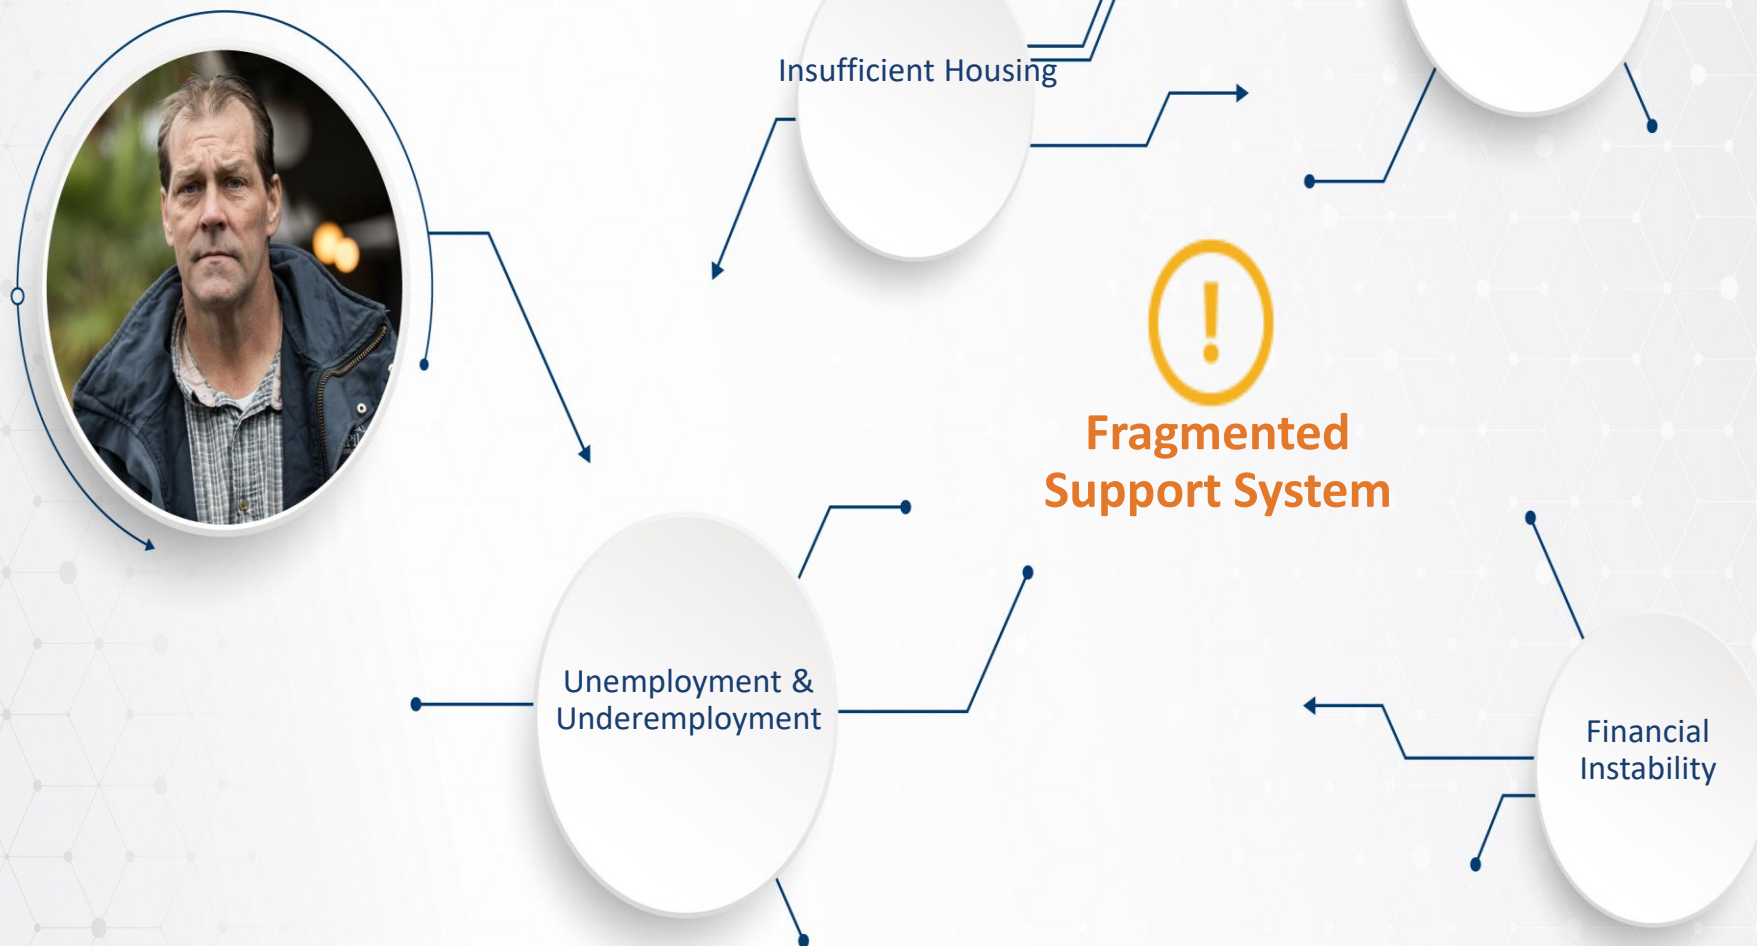 Insufficient Housing
Fragmented
Support System
Unemployment &
Underemployment
Financial
Instability